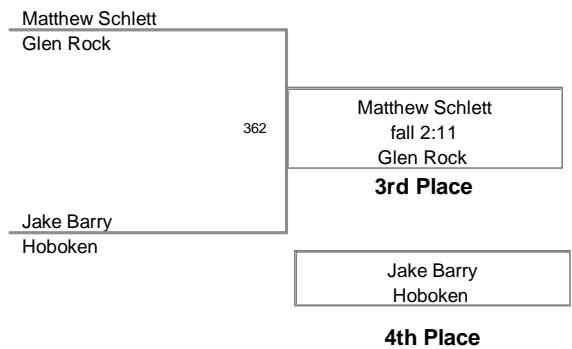 Matthew Schlett
Glen Rock
362
Matthew Schlett
fall 2:11
Glen Rock
3rd Place
Jake Barry
Hoboken
Jake Barry
Hoboken
4th Place